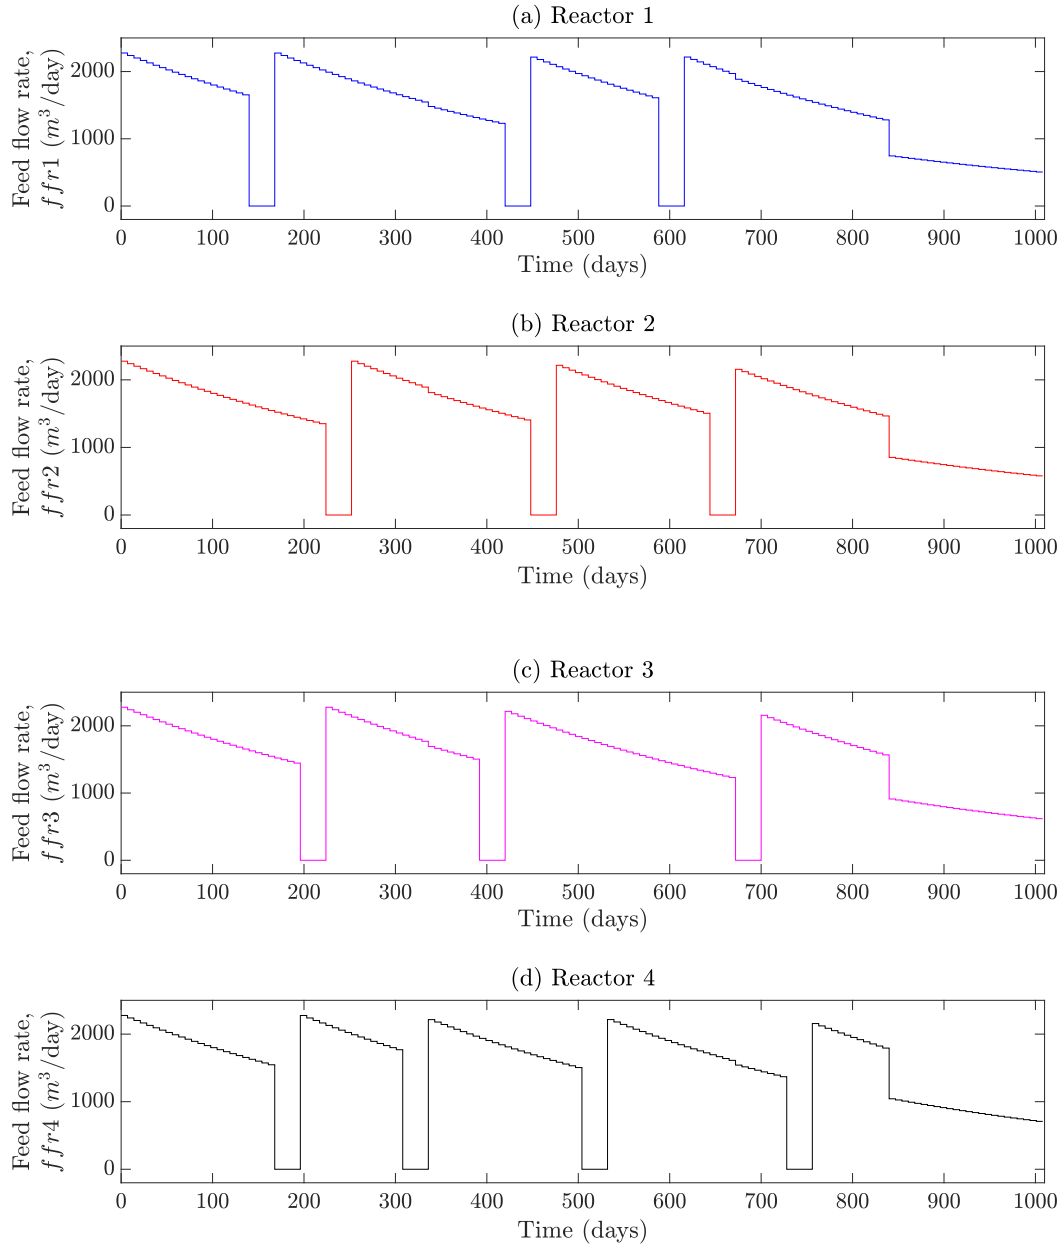 (a) Reactor 1
Feed flow rate,
ffr1 (m³/day)
2000
1000
0
0 100 200 300 400 500 600 700 800 900 1000
Time (days)
(b) Reactor 2
Feed flow rate,
ffr2 (m³/day)
2000
1000
0
0 100 200 300 400 500 600 700 800 900 1000
Time (days)
(c) Reactor 3
Feed flow rate,
ffr3 (m³/day)
2000
1000
0
0 100 200 300 400 500 600 700 800 900 1000
Time (days)
(d) Reactor 4
Feed flow rate,
ffr4 (m³/day)
2000
1000
0
0 100 200 300 400 500 600 700 800 900 1000
Time (days)